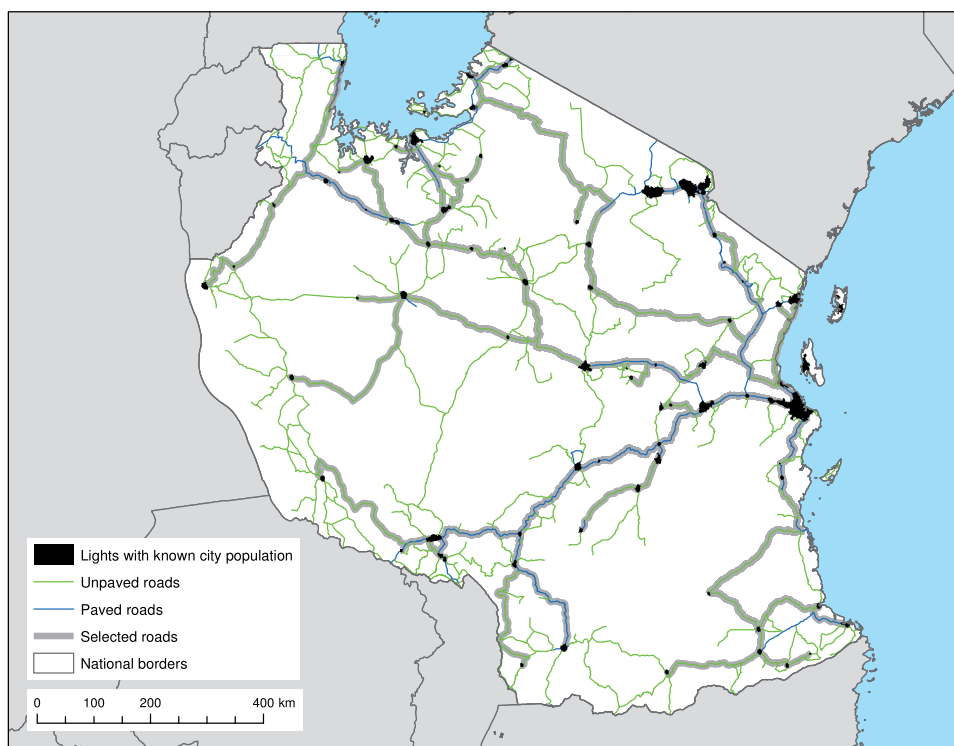 Lights with known city population
Unpaved roads
Paved roads
Selected roads
National borders
0 100 200 400 km